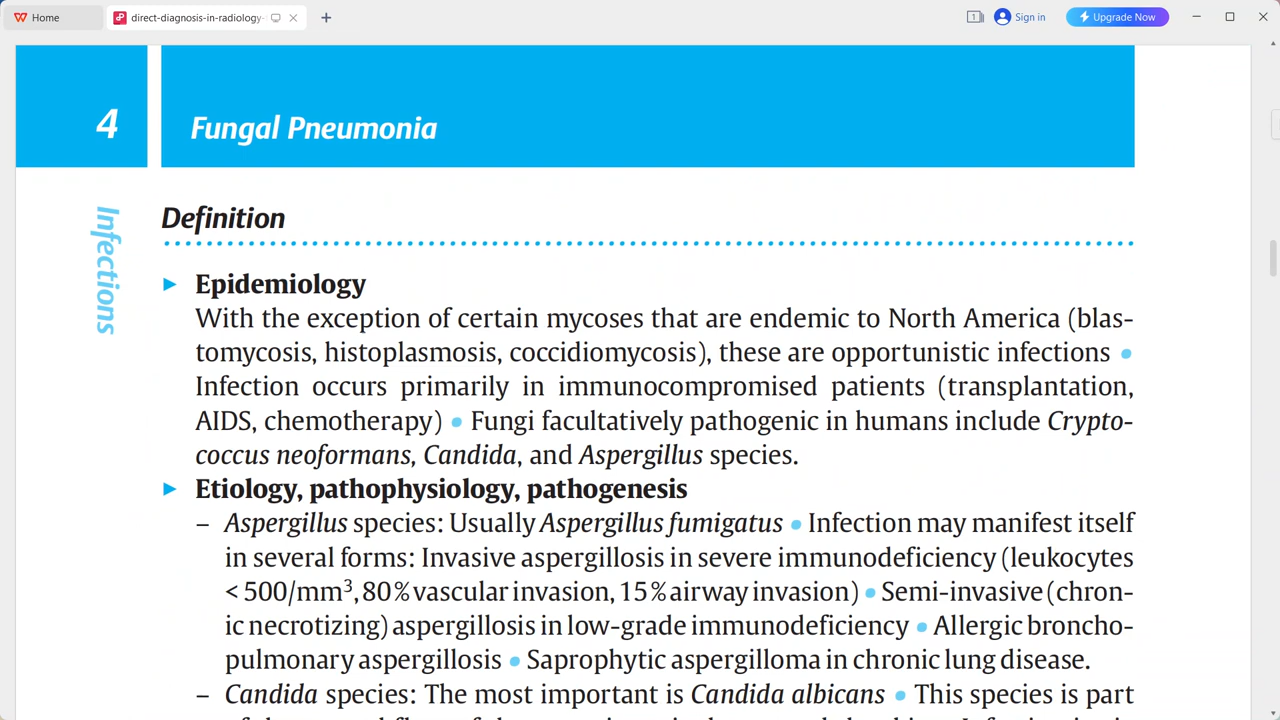 Home
direct-diagnosis-in-radiology-
1
Sign in
Upgrade Now
4
Fungal Pneumonia
Infections
Definition
Epidemiology
With the exception of certain mycoses that are endemic to North America (blas-
tomycosis, histoplasmosis, coccidiomycosis), these are opportunistic infections •
Infection occurs primarily in immunocompromised patients (transplantation,
AIDS, chemotherapy) • Fungi facultatively pathogenic in humans include Crypto-
coccus neoformans, Candida, and Aspergillus species.
Etiology, pathophysiology, pathogenesis
– Aspergillus species: Usually Aspergillus fumigatus • Infection may manifest itself
in several forms: Invasive aspergillosis in severe immunodeficiency (leukocytes
< 500/mm³, 80% vascular invasion, 15% airway invasion) • Semi-invasive (chron-
ic necrotizing) aspergillosis in low-grade immunodeficiency • Allergic broncho-
pulmonary aspergillosis • Saprophytic aspergilloma in chronic lung disease.
– Candida species: The most important is Candida albicans • This species is part